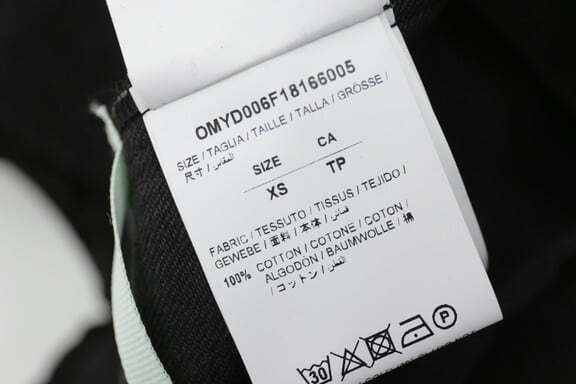 OMYD006F18166005
SIZE / TAGLIA / TAILLE / TALLA / GRÖSSE /
尺寸 / المقاس /
SIZE CA
XS TP
FABRIC / TESSUTO / TISSUS / TEJIDO /
GEWEBE / 面料 / 本体 / قماش /
100% COTTON / COTONE / COTON /
ALGODÓN / BAUMWOLLE / 棉
/ コットン / القطن /
30 P